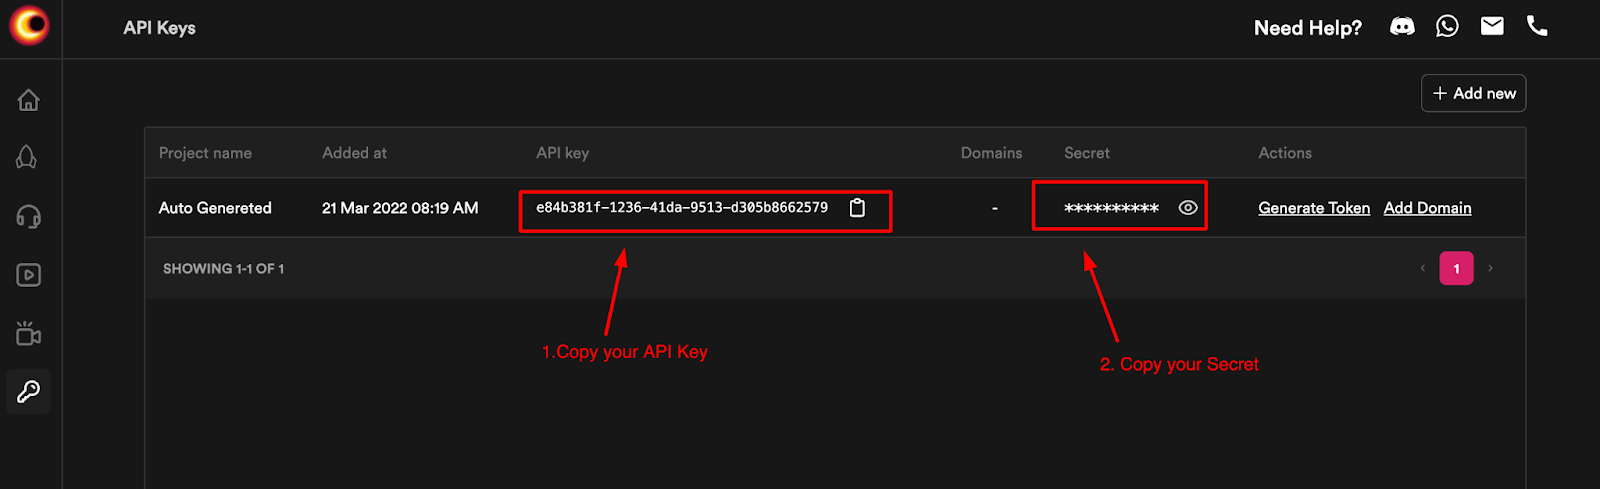 API Keys
Need Help?
+ Add new
Project name Added at API key Domains Secret Actions
Auto Genereted 21 Mar 2022 08:19 AM e84b381f-1236-41da-9513-d305b8662579 - ********** Generate Token Add Domain
SHOWING 1-1 OF 1
‹ 1 ›
1.Copy your API Key
2. Copy your Secret